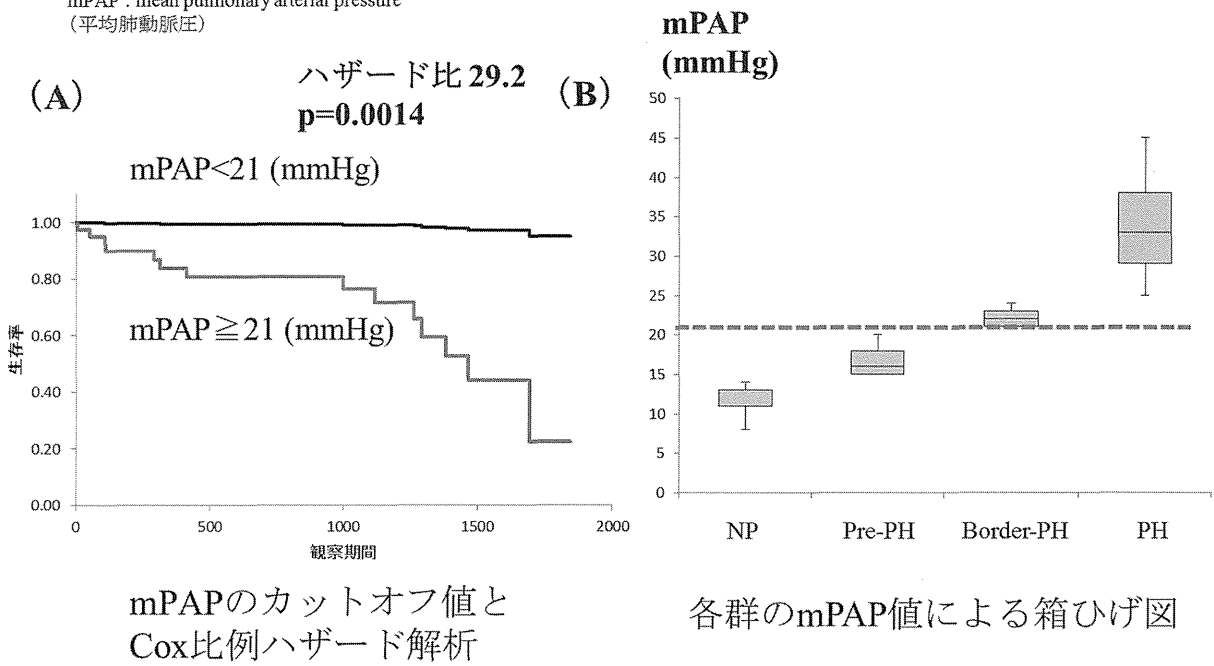 mPAP : mean pulmonary arterial pressure
（平均肺動脈圧）
(A)
ハザード比 29.2
p=0.0014
mPAP<21 (mmHg)
1.00
0.80
mPAP≧21 (mmHg)
0.60
生存率
0.40
0.20
0.00
0
500
1000
1500
2000
観察期間
mPAPのカットオフ値と
Cox比例ハザード解析
(B)
mPAP
(mmHg)
50
45
40
35
30
25
20
15
10
5
0
NP
Pre-PH
Border-PH
PH
各群のmPAP値による箱ひげ図